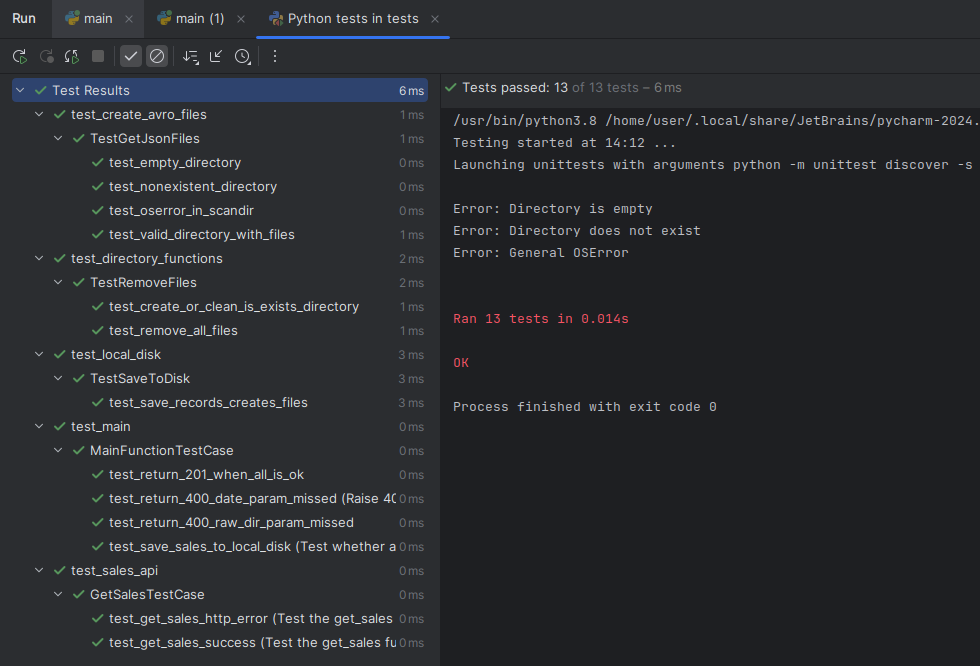 Run main main (1) Python tests in tests
Test Results 6 ms
test_create_avro_files 1 ms
TestGetJsonFiles 1 ms
test_empty_directory 0 ms
test_nonexistent_directory 0 ms
test_oserror_in_scandir 0 ms
test_valid_directory_with_files 1 ms
test_directory_functions 2 ms
TestRemoveFiles 2 ms
test_create_or_clean_is_exists_directory 1 ms
test_remove_all_files 1 ms
test_local_disk 3 ms
TestSaveToDisk 3 ms
test_save_records_creates_files 3 ms
test_main 0 ms
MainFunctionTestCase 0 ms
test_return_201_when_all_is_ok 0 ms
test_return_400_date_param_missed (Raise 40 0 ms
test_return_400_raw_dir_param_missed 0 ms
test_save_sales_to_local_disk (Test whether a 0 ms
test_sales_api 0 ms
GetSalesTestCase 0 ms
test_get_sales_http_error (Test the get_sales 0 ms
test_get_sales_success (Test the get_sales fu 0 ms
Tests passed: 13 of 13 tests – 6 ms
/usr/bin/python3.8 /home/user/.local/share/JetBrains/pycharm-2024.
Testing started at 14:12 ...
Launching unittests with arguments python -m unittest discover -s
Error: Directory is empty
Error: Directory does not exist
Error: General OSError
Ran 13 tests in 0.014s
OK
Process finished with exit code 0